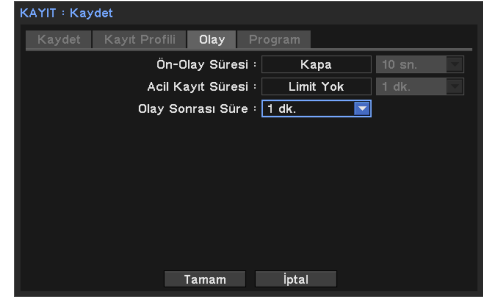 KAYIT : Kaydet
Kaydet Kayıt Profili Olay Program
Ön-Olay Süresi : Kapa 10 sn.
Acil Kayıt Süresi : Limit Yok 1 dk.
Olay Sonrası Süre : 1 dk.
Tamam İptal